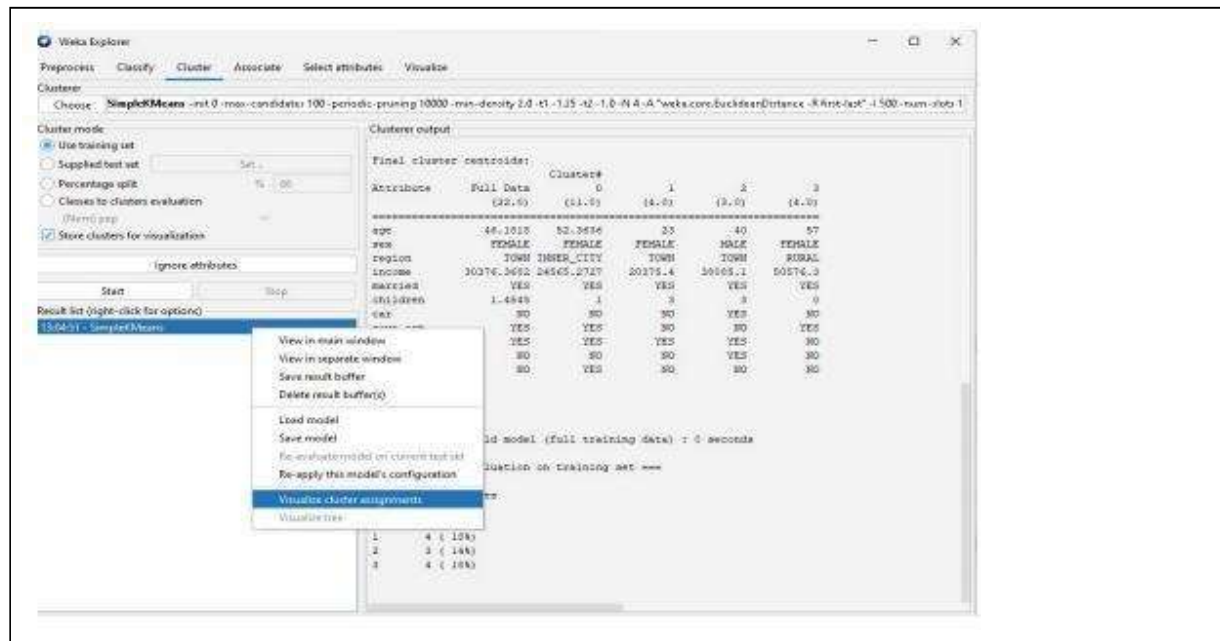 Weka Explorer
Preprocess Classify Cluster Associate Select attributes Visualize
Clusterer
Choose SimpleKMeans -init 0 -max-candidates 100 -periodic-pruning 10000 -min-density 2.0 -t1 -1.25 -t2 -1.0 -N 4 -A "weka.core.EuclideanDistance -R first-last" -I 500 -num-slots 1
Cluster mode
Use training set
Supplied test set Set...
Percentage split %
Classes to clusters evaluation
(Nom) pep
Store clusters for visualization
Ignore attributes
Start Stop
Result list (right-click for options)
13:04:51 - SimpleKMeans
View in main window
View in separate window
Save result buffer
Delete result buffer(s)
Load model
Save model
Re-evaluate model on current test set
Re-apply this model's configuration
Visualize cluster assignments
Visualize tree
Clusterer output
Final cluster centroids:
Cluster#
Attribute Full Data 0 1 2 3
(22.0) (11.0) (4.0) (3.0) (4.0)
age 46.1818 52.3636 23 40 57
sex FEMALE FEMALE FEMALE MALE FEMALE
region TOWN INNER_CITY TOWN TOWN RURAL
income 24565.2727 20375.4 50576.3
married YES YES YES YES YES
children 1.4545 1 3 3 0
car NO NO NO YES NO
YES YES NO NO YES
YES YES YES YES NO
NO NO NO YES NO
NO YES NO NO NO
ld model (full training data) : 0 seconds
luation on training set ===
ts
1 4 ( 18%)
2 3 ( 14%)
3 4 ( 18%)